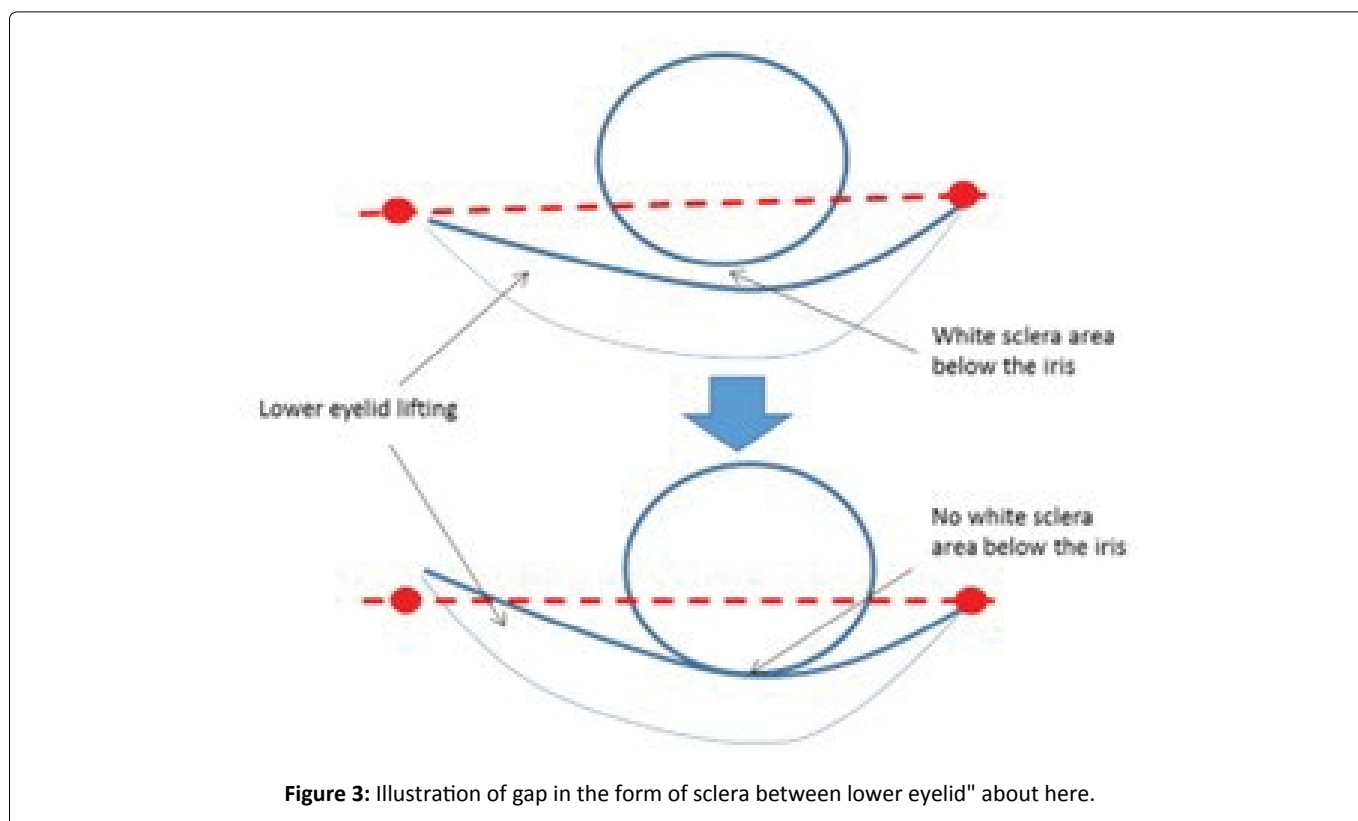 White sclera area
below the iris
Lower eyelid lifting
No white sclera
area below the iris
Figure 3: Illustration of gap in the form of sclera between lower eyelid" about here.